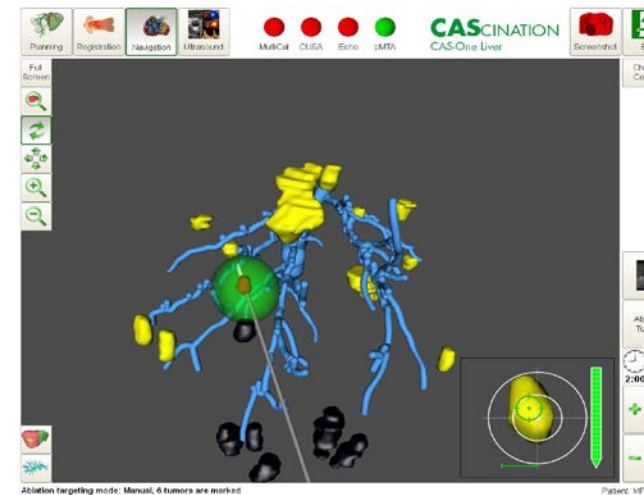 CASCINATION
CAS-One Liver
Planning
Registration
Navigation
Ultrasound
MultiCal
CUSA
Echo
pMTA
Screenshot
Full
Screen
2:00
Ablation targeting mode: Manual, 6 tumors are marked
Patient: